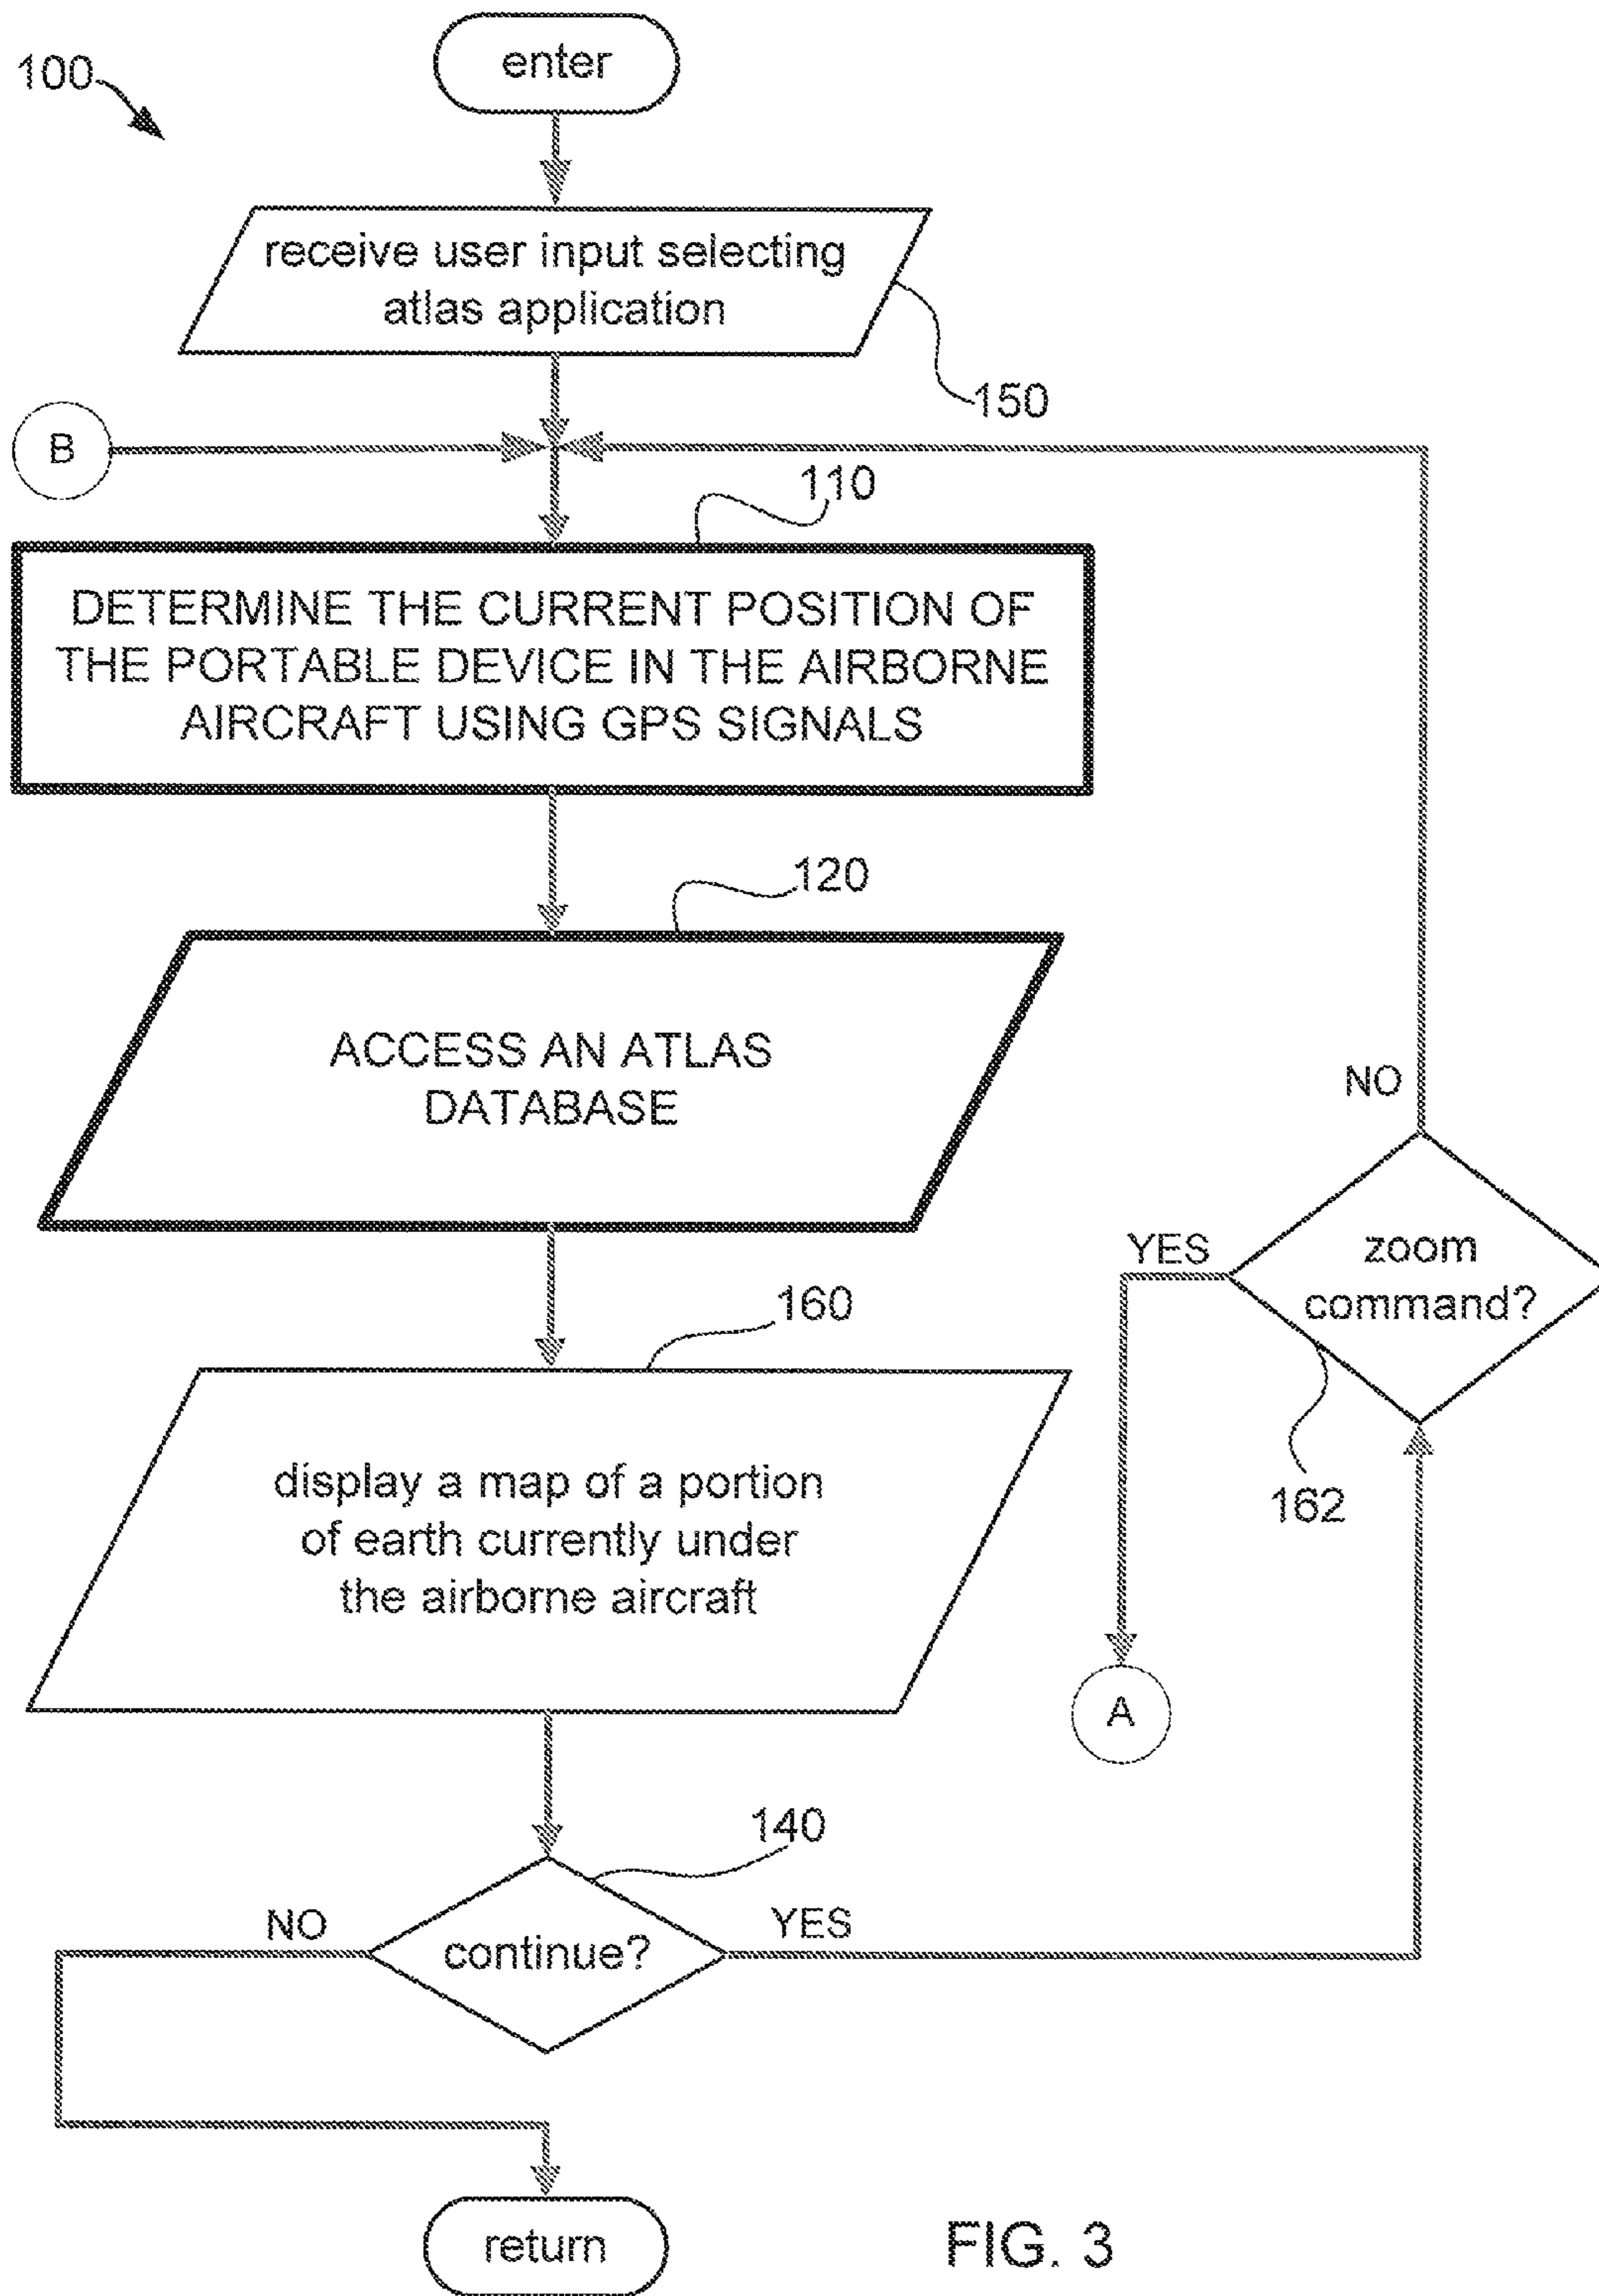 enter
100
receive user input selecting
atlas application
150
B
110
DETERMINE THE CURRENT POSITION OF
THE PORTABLE DEVICE IN THE AIRBORNE
AIRCRAFT USING GPS SIGNALS
120
ACCESS AN ATLAS
DATABASE
NO
YES
zoom
command?
162
160
display a map of a portion
of earth currently under
the airborne aircraft
A
140
NO
YES
continue?
return
FIG. 3